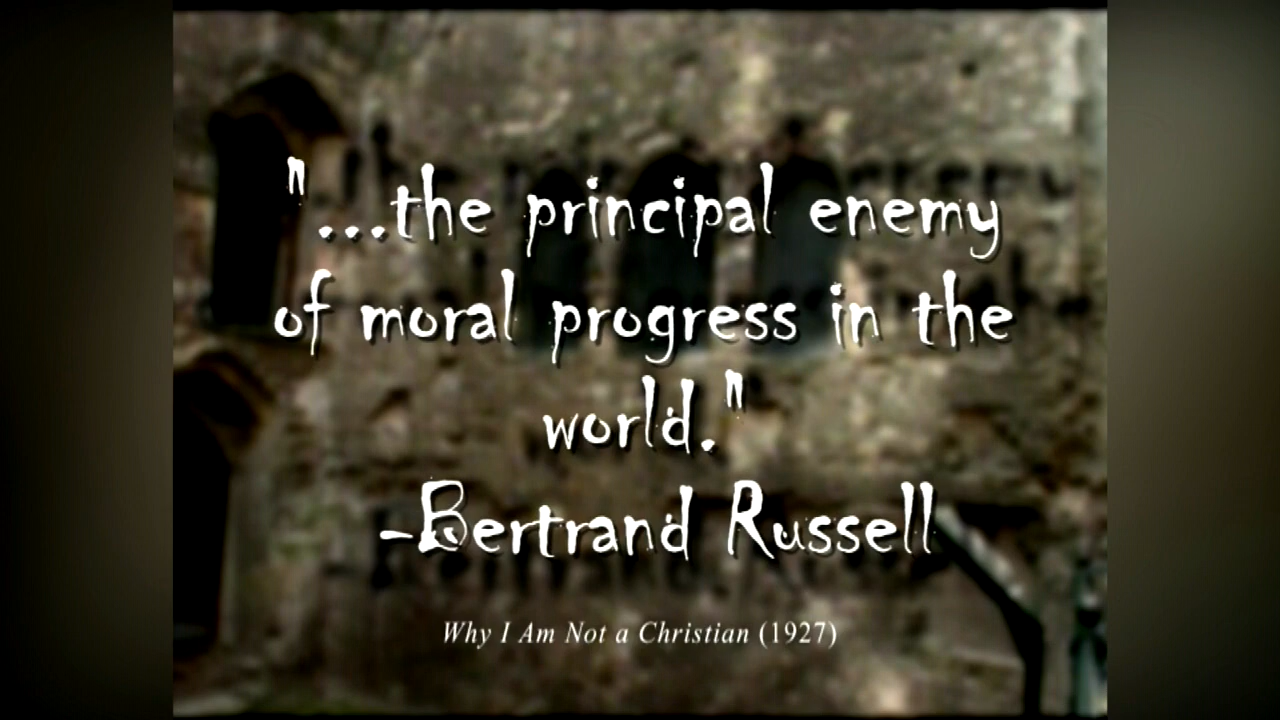 "...the principal enemy
of moral progress in the
world."
-Bertrand Russell
Why I Am Not a Christian (1927)